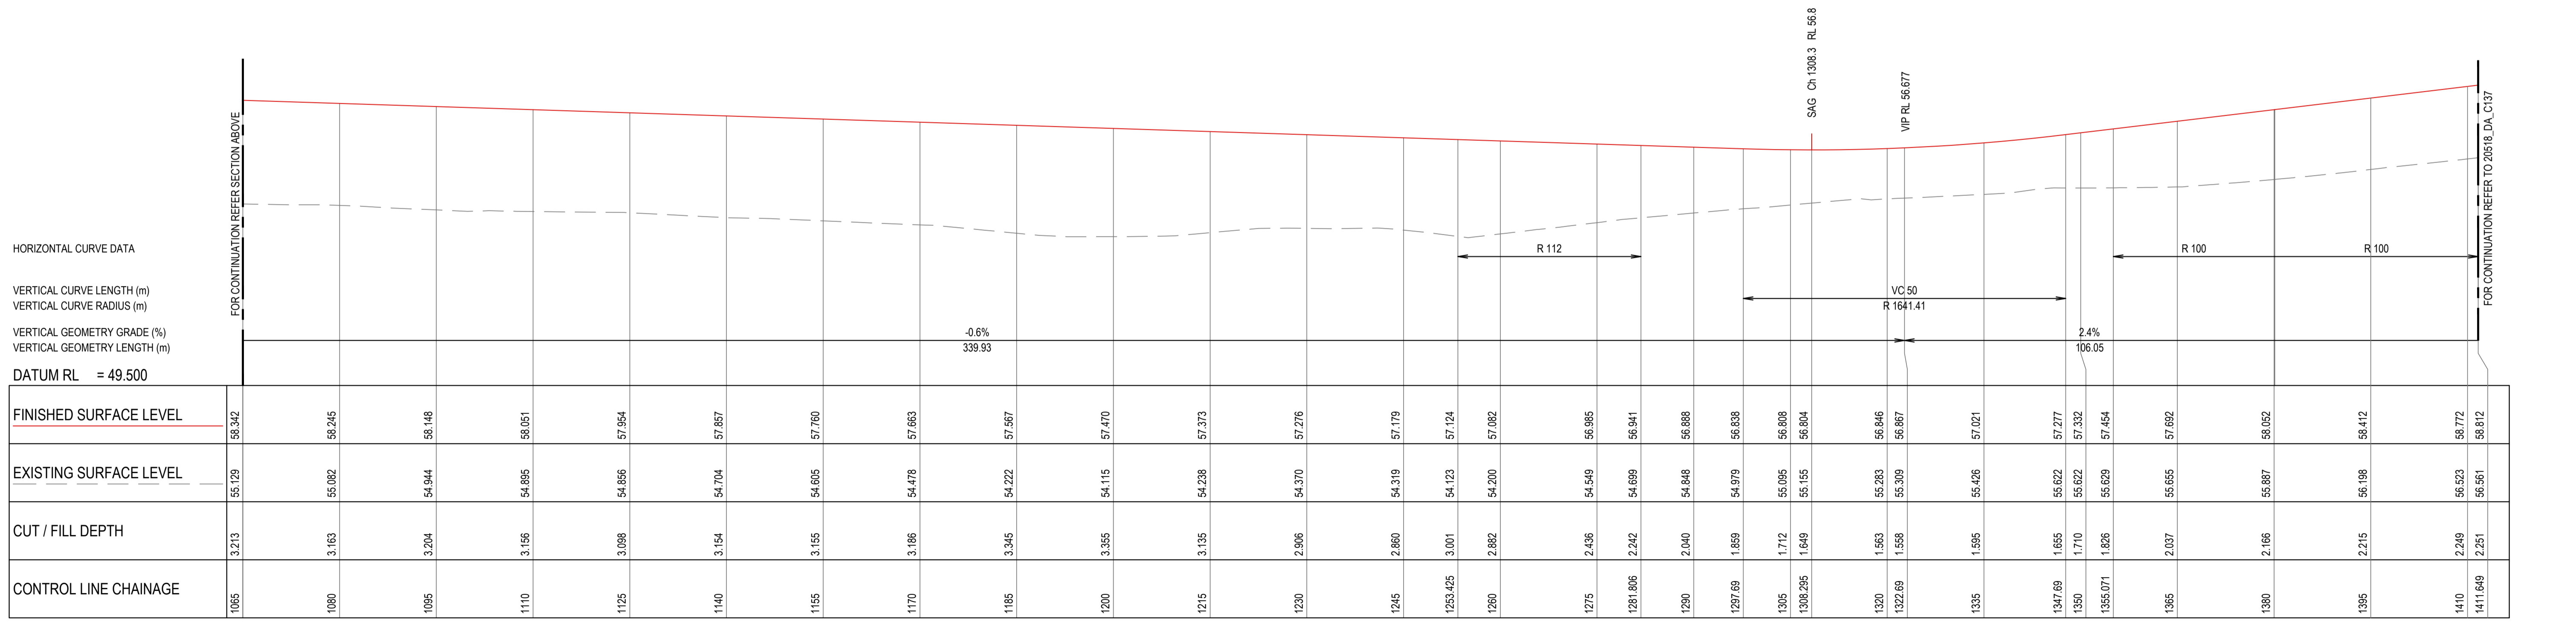 SAG Ch 1308.3 RL 56.8
VIP RL 56.677
FOR CONTINUATION REFER SECTION ABOVE
FOR CONTINUATION REFER TO 20518_DA_C137
HORIZONTAL CURVE DATA R 112 R 100 R 100
VERTICAL CURVE LENGTH (m) VC 50
VERTICAL CURVE RADIUS (m) R 1641.41
VERTICAL GEOMETRY GRADE (%) -0.6% 2.4%
VERTICAL GEOMETRY LENGTH (m) 339.93 106.05
DATUM RL = 49.500
FINISHED SURFACE LEVEL 58.342 58.245 58.148 58.051 57.954 57.857 57.760 57.663 57.567 57.470 57.373 57.276 57.179 57.124 57.082 56.985 56.941 56.888 56.838 56.808 56.804 56.846 56.867 57.021 57.277 57.332 57.454 57.692 58.052 58.412 58.772 58.812
EXISTING SURFACE LEVEL 55.129 55.082 54.944 54.895 54.856 54.704 54.605 54.478 54.222 54.115 54.238 54.370 54.319 54.123 54.200 54.549 54.699 54.848 54.979 55.095 55.155 55.283 55.309 55.426 55.622 55.622 55.629 55.655 55.887 56.198 56.523 56.561
CUT / FILL DEPTH 3.213 3.163 3.204 3.156 3.098 3.154 3.155 3.186 3.345 3.355 3.135 2.906 2.860 3.001 2.882 2.436 2.242 2.040 1.859 1.712 1.649 1.563 1.558 1.595 1.655 1.710 1.826 2.037 2.166 2.215 2.249 2.251
CONTROL LINE CHAINAGE 1065 1080 1095 1110 1125 1140 1155 1170 1185 1200 1215 1230 1245 1253.425 1260 1275 1281.806 1290 1297.69 1305 1308.295 1320 1322.69 1335 1347.69 1350 1355.071 1365 1380 1395 1410 1411.649